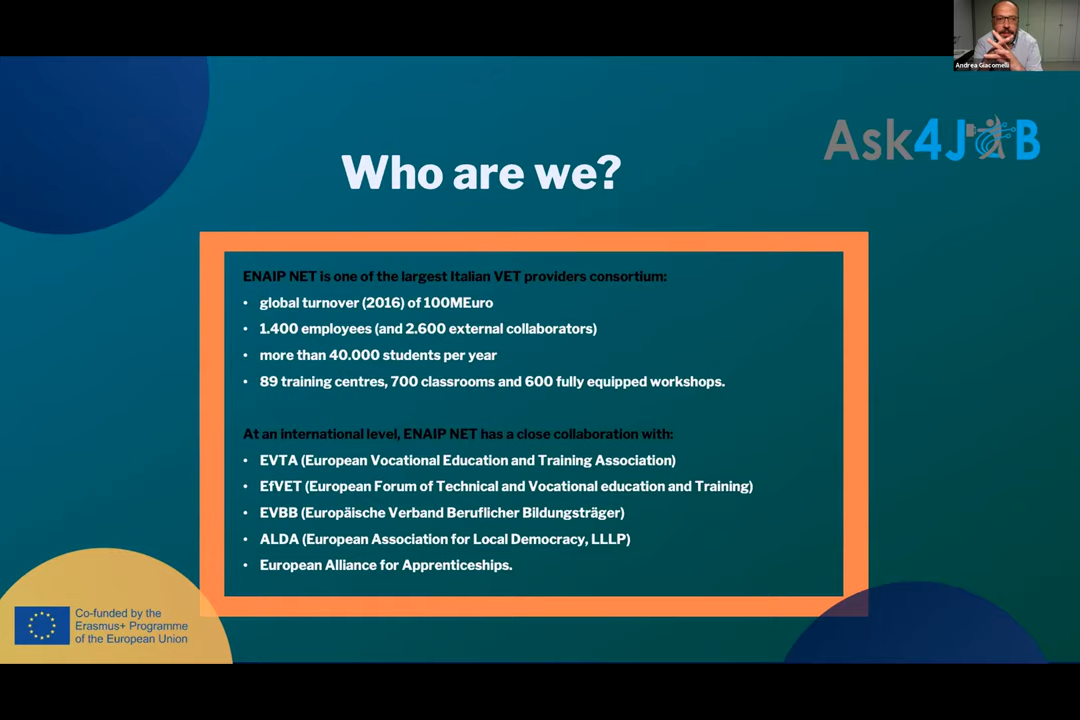 Andrea Giacomelli
Ask4JOB
Who are we?
ENAIP NET is one of the largest Italian VET providers consortium:
• global turnover (2016) of 100MEuro
• 1.400 employees (and 2.600 external collaborators)
• more than 40.000 students per year
• 89 training centres, 700 classrooms and 600 fully equipped workshops.
At an international level, ENAIP NET has a close collaboration with:
• EVTA (European Vocational Education and Training Association)
• EfVET (European Forum of Technical and Vocational education and Training)
• EVBB (Europäische Verband Beruflicher Bildungsträger)
• ALDA (European Association for Local Democracy, LLLP)
• European Alliance for Apprenticeships.
Co-funded by the
Erasmus+ Programme
of the European Union